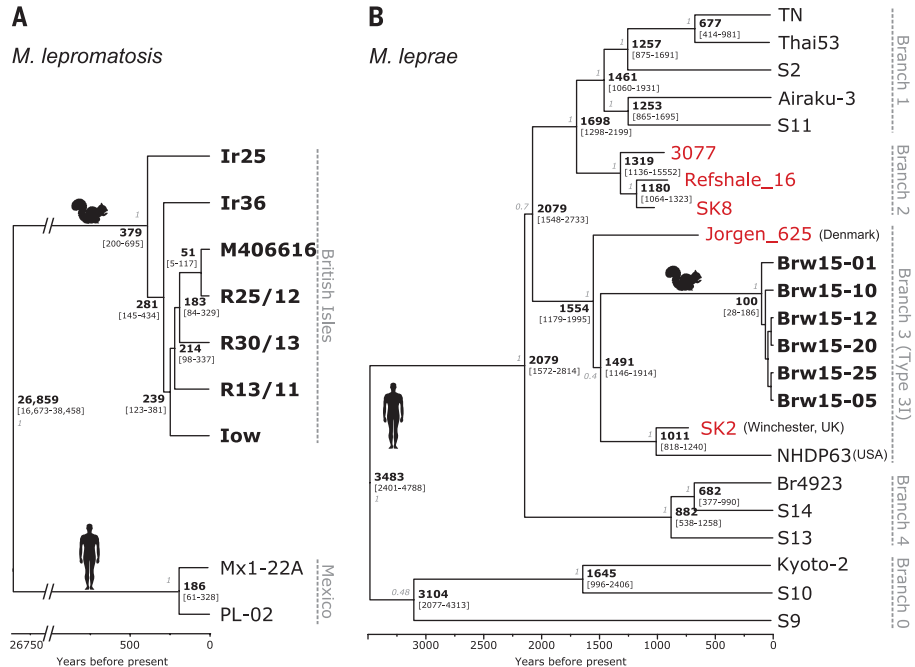 A
M. lepromatosis
Ir25
Ir36
M406616
R25/12
R30/13
R13/11
Iow
Mx1-22A
PL-02
British Isles
Mexico
1
379
[200-695]
51
[5-117]
281
[145-434]
183
[84-329]
214
[98-337]
239
[123-381]
26,859
[16,673-38,458]
1
1
186
[61-328]
26750
500
0
Years before present
B
M. leprae
TN
Thai53
S2
Airaku-3
S11
3077
Refshale_16
SK8
Jorgen_625 (Denmark)
Brw15-01
Brw15-10
Brw15-12
Brw15-20
Brw15-25
Brw15-05
SK2 (Winchester, UK)
NHDP63 (USA)
Br4923
S14
S13
Kyoto-2
S10
S9
Branch 1
Branch 2
Branch 3 (Type 3I)
Branch 4
Branch 0
1
677
[414-981]
1
1257
[875-1691]
1
1461
[1060-1931]
1
1253
[865-1695]
1
1698
[1298-2199]
1
1319
[1136-15552]
1
1180
[1064-1323]
0.7
2079
[1548-2733]
1
1554
[1179-1995]
1
100
[28-186]
0.4
1491
[1146-1914]
1
2079
[1572-2814]
1
1011
[818-1240]
3483
[2401-4788]
1
1
682
[377-990]
1
882
[538-1258]
1
1645
[996-2406]
0.48
3104
[2077-4313]
3000
2500
2000
1500
1000
500
0
Years before present